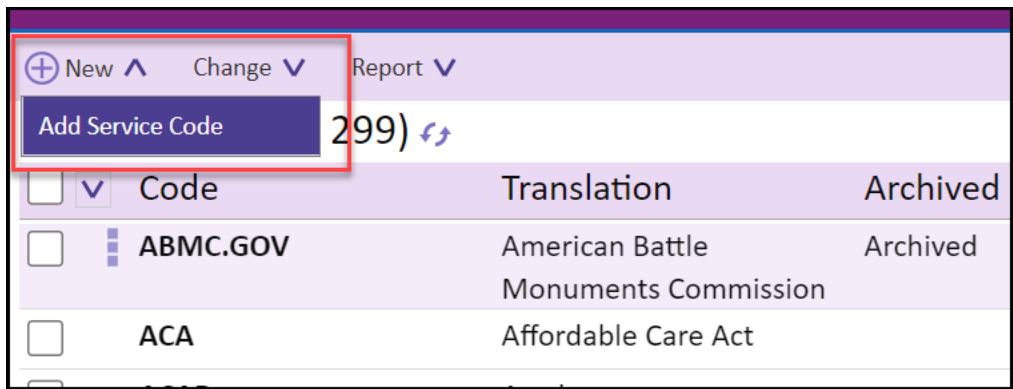 New Change Report
Add Service Code
299)
Code Translation Archived
ABMC.GOV American Battle Archived
Monuments Commission
ACA Affordable Care Act